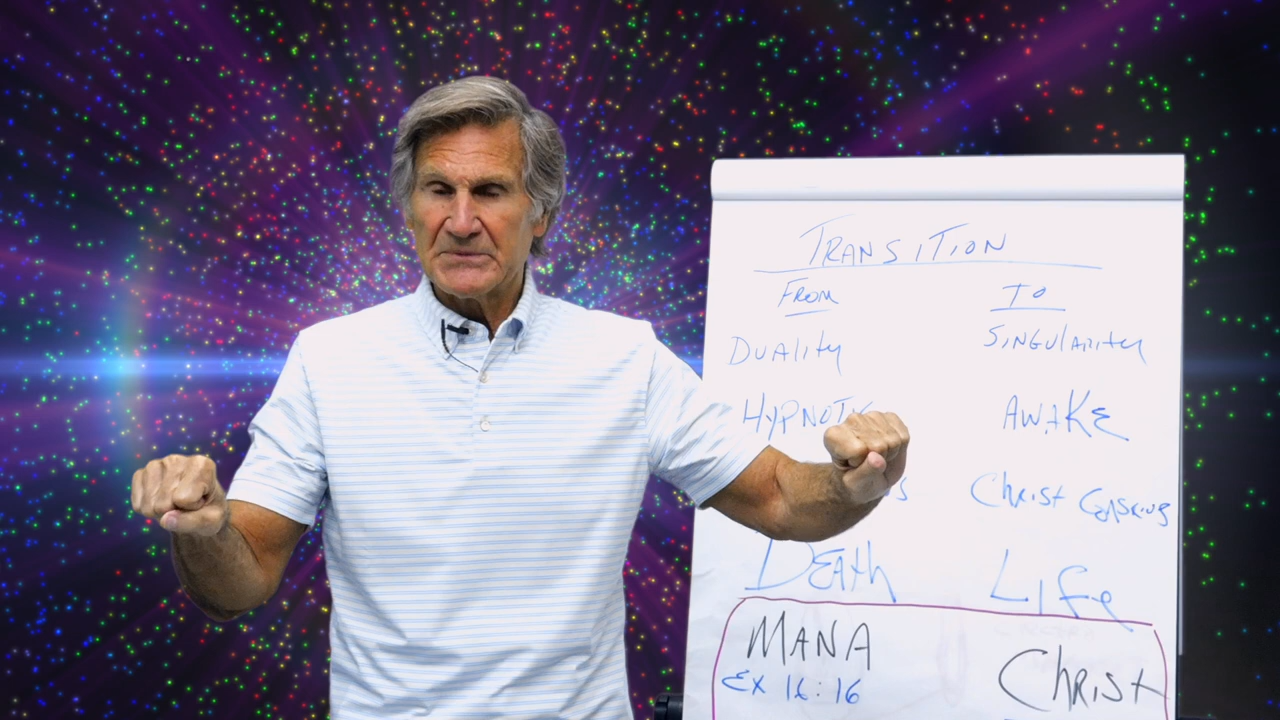 TRANSITION
FROM TO
DUALITY SINGULARITY
AWAKE
CHRIST CONSCIOUS
DEATH LIFE
MANA CHRIST
EX 16:16